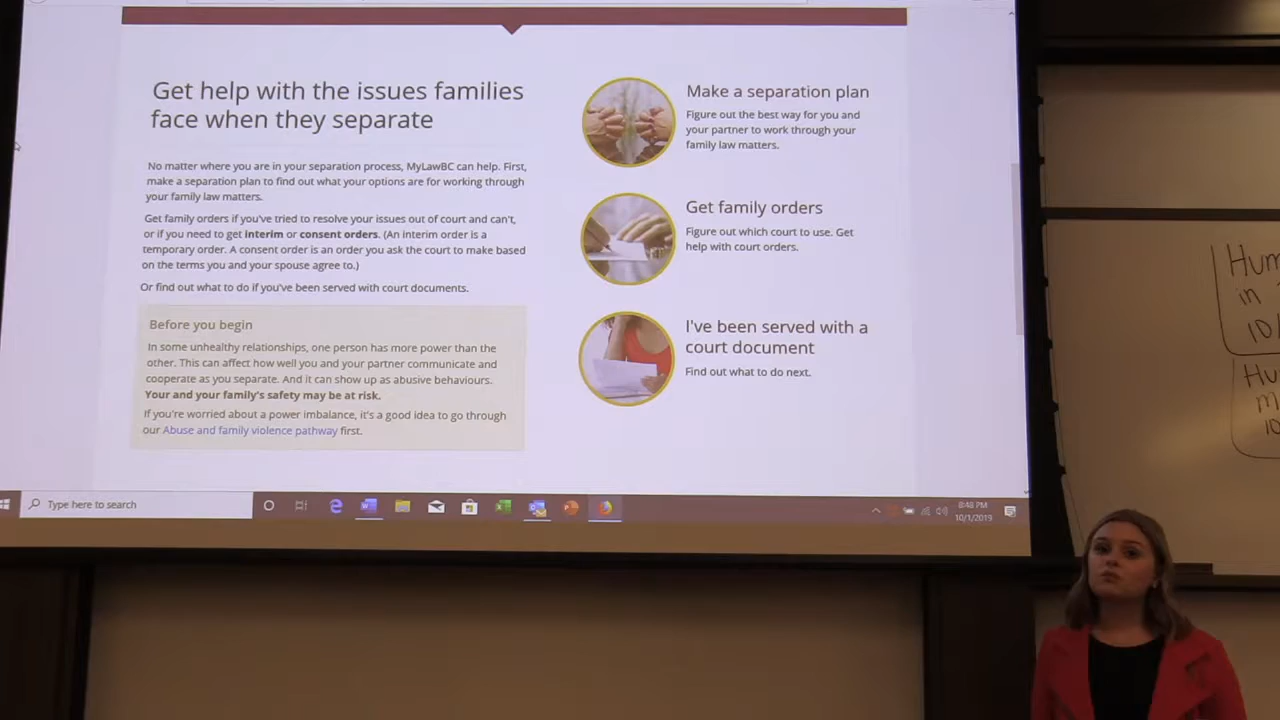 Get help with the issues families
face when they separate
No matter where you are in your separation process, MyLawBC can help. First,
make a separation plan to find out what your options are for working through
your family law matters.
Get family orders if you've tried to resolve your issues out of court and can't,
or if you need to get interim or consent orders. (An interim order is a
temporary order. A consent order is an order you ask the court to make based
on the terms you and your spouse agree to.)
Or find out what to do if you've been served with court documents.
Before you begin
In some unhealthy relationships, one person has more power than the
other. This can affect how well you and your partner communicate and
cooperate as you separate. And it can show up as abusive behaviours.
Your and your family's safety may be at risk.
If you're worried about a power imbalance, it's a good idea to go through
our Abuse and family violence pathway first.
Make a separation plan
Figure out the best way for you and
your partner to work through your
family law matters.
Get family orders
Figure out which court to use. Get
help with court orders.
I've been served with a
court document
Find out what to do next.
Type here to search
8:48 PM
10/1/2019
in
10/